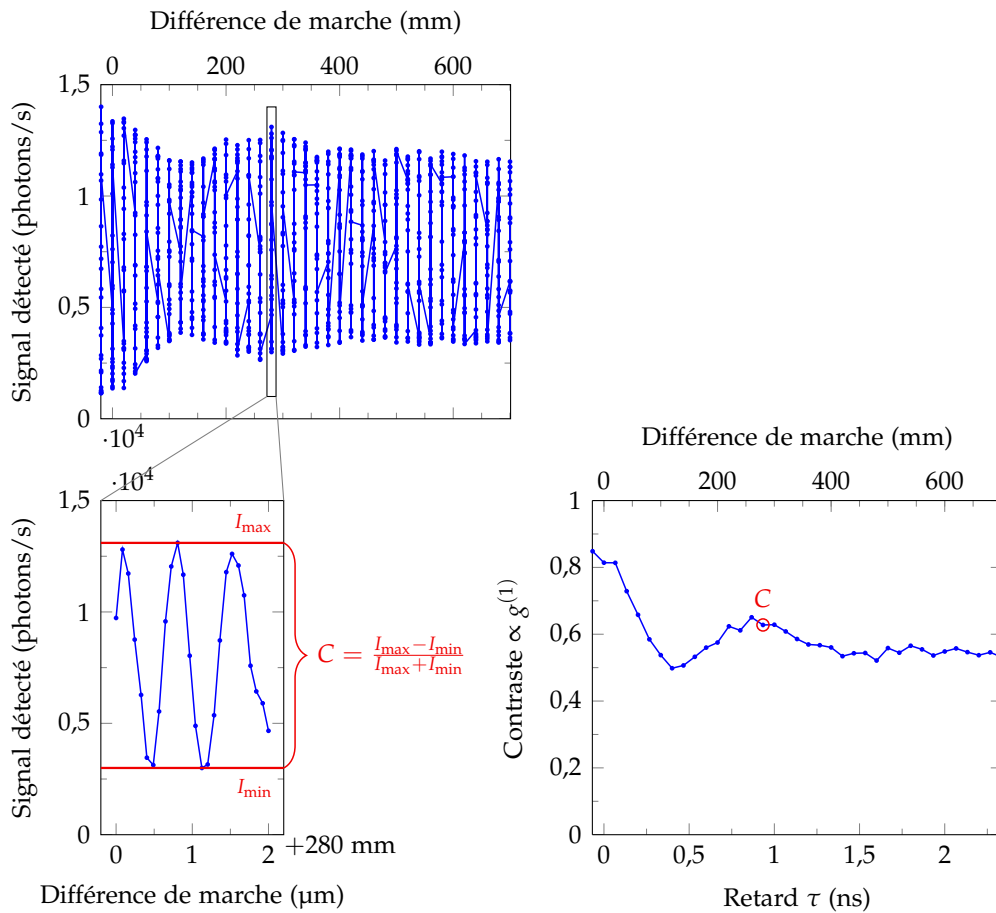 Différence de marche (mm)
0 200 400 600
Signal détecté (photons/s)
1,5
1
0,5
0
·10⁴
·10⁴
Signal détecté (photons/s)
1,5
1
0,5
0
I_max
I_min
C = (I_max−I_min)/(I_max+I_min)
0 1 2
+280 mm
Différence de marche (µm)
Différence de marche (mm)
0 200 400 600
Contraste ∝ g⁽¹⁾
1
0,8
0,6
0,4
0,2
0
C
0 0,5 1 1,5 2
Retard τ (ns)